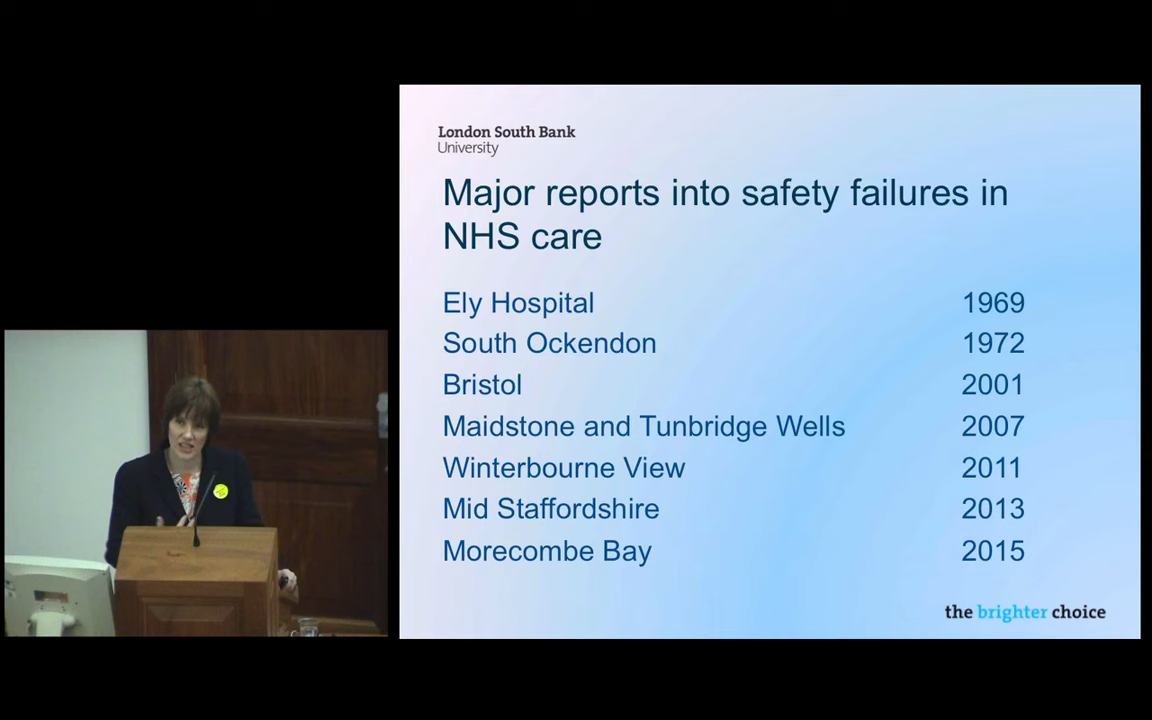 London South Bank
University
Major reports into safety failures in
NHS care
Ely Hospital 1969
South Ockendon 1972
Bristol 2001
Maidstone and Tunbridge Wells 2007
Winterbourne View 2011
Mid Staffordshire 2013
Morecombe Bay 2015
the brighter choice